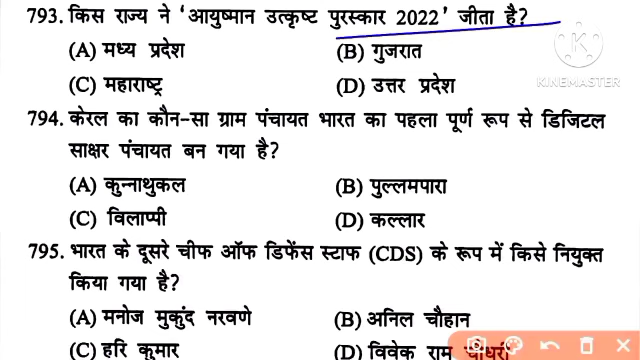 793. किस राज्य ने 'आयुष्मान उत्कृष्ट पुरस्कार 2022' जीता है?
(A) मध्य प्रदेश (B) गुजरात
(C) महाराष्ट्र (D) उत्तर प्रदेश
KINEMASTER
794. केरल का कौन-सा ग्राम पंचायत भारत का पहला पूर्ण रूप से डिजिटल
साक्षर पंचायत बन गया है?
(A) कुन्नाथुकल (B) पुल्लमपारा
(C) विलाप्पी (D) कल्लार
795. भारत के दूसरे चीफ ऑफ डिफेंस स्टाफ (CDS) के रूप में किसे नियुक्त
किया गया है?
(A) मनोज मुकुंद नरवणे (B) अनिल चौहान
(C) हरि कुमार (D) विवेक राम चौधरी